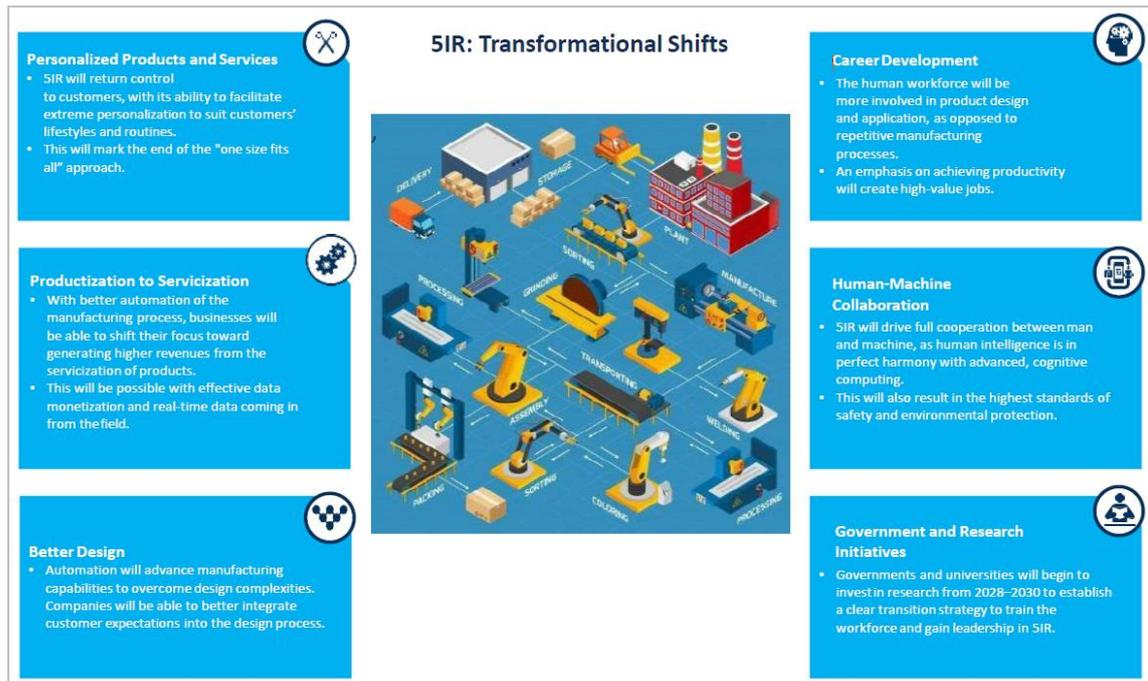 5IR: Transformational Shifts
Personalized Products and Services
• 5IR will return control
to customers, with its ability to facilitate
extreme personalization to suit customers'
lifestyles and routines.
• This will mark the end of the "one size fits
all" approach.
Productization to Servicization
• With better automation of the
manufacturing process, businesses will
be able to shift their focus toward
generating higher revenues from the
servicization of products.
• This will be possible with effective data
monetization and real-time data coming in
from thefield.
Better Design
• Automation will advance manufacturing
capabilities to overcome design complexities.
Companies will be able to better integrate
customer expectations into the design process.
DELIVERY
STORAGE
PLANT
SORTING
PROCESSING
GRINDING
MANUFACTURE
TRANSPORTING
ASSEMBLY
WELDING
PACKING
SORTING
COLORING
PROCESSING
Career Development
• The human workforce will be
more involved in product design
and application, as opposed to
repetitive manufacturing
processes.
• An emphasis on achieving productivity
will create high-value jobs.
Human-Machine
Collaboration
• 5IR will drive full cooperation between man
and machine, as human intelligence is in
perfect harmony with advanced, cognitive
computing.
• This will also result in the highest standards of
safety and environmental protection.
Government and Research
Initiatives
• Governments and universities will begin to
invest in research from 2028–2030 to establish
a clear transition strategy to train the
workforce and gain leadership in 5IR.